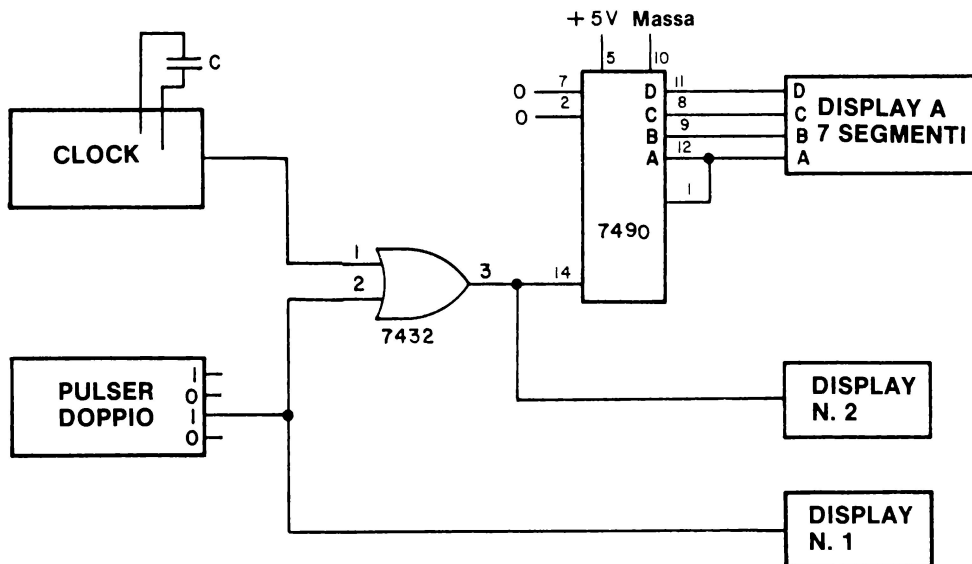 +5V Massa
C
5 10
CLOCK
0 7
0 2
D 11
C 8
B 9
A 12
1
7490
DISPLAY A
7 SEGMENTI
D
C
B
A
1
2
3
14
7432
PULSER
DOPPIO
1
0
1
0
DISPLAY
N. 2
DISPLAY
N. 1